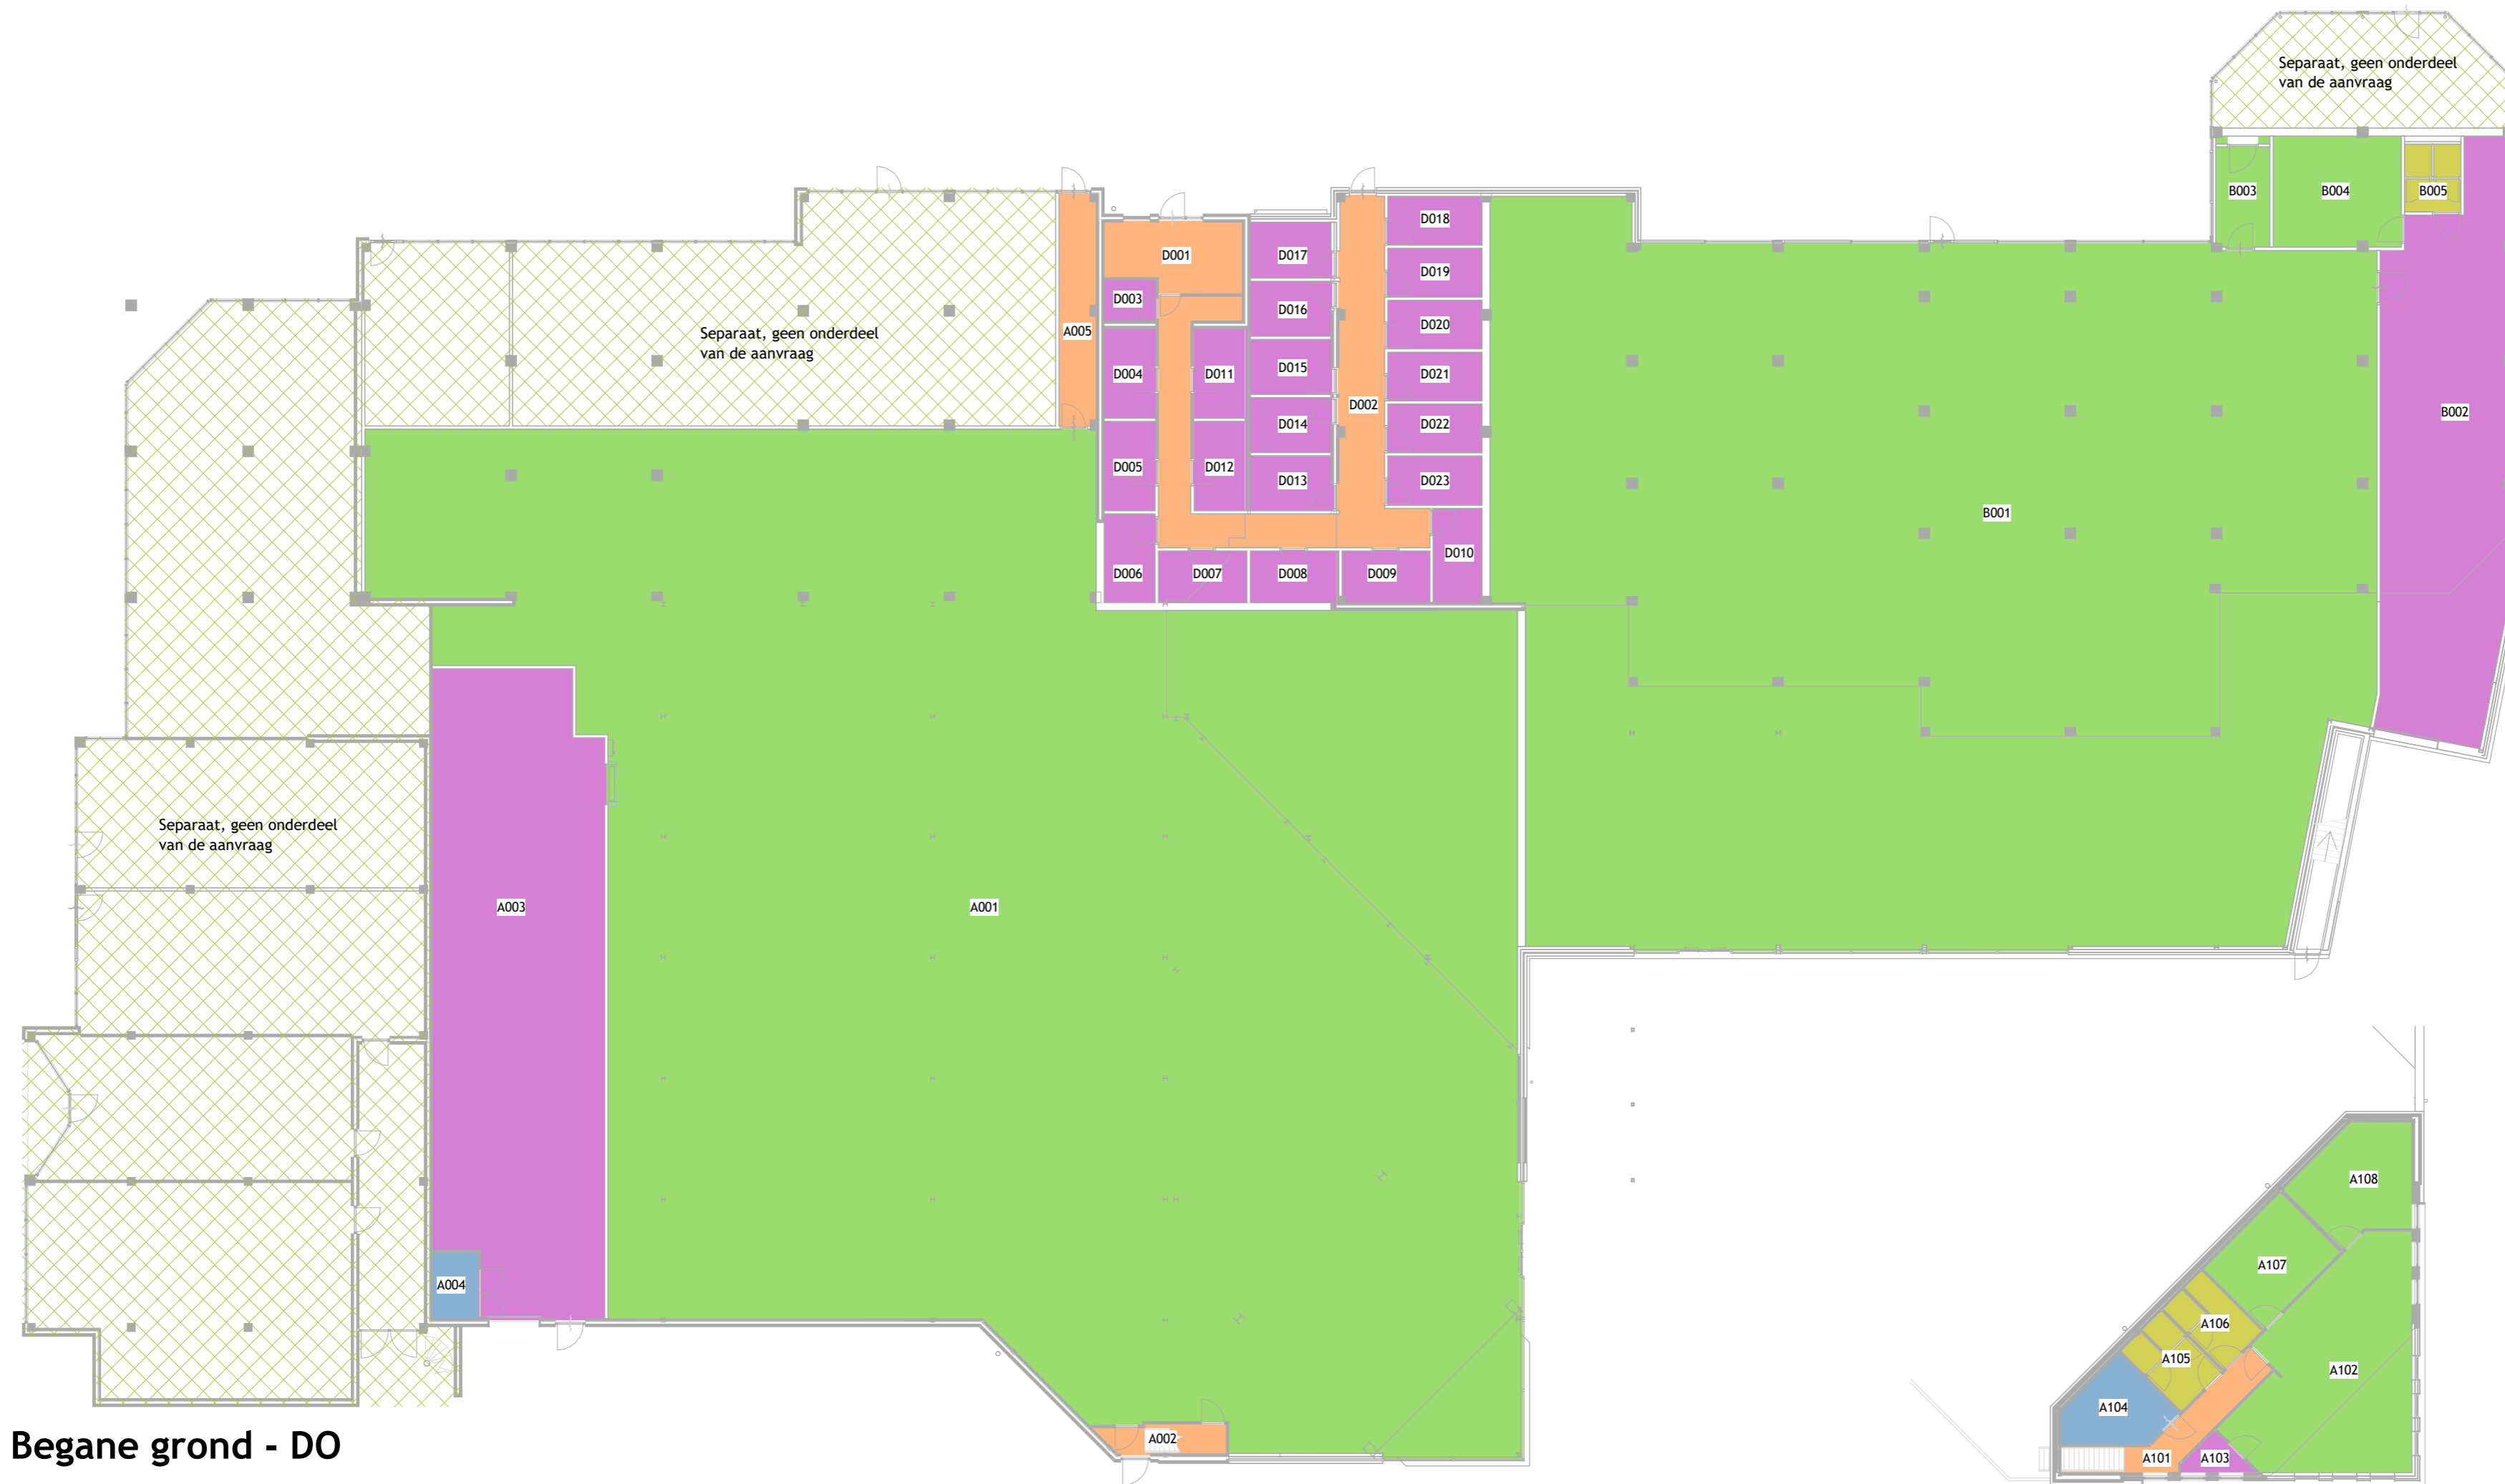 Separaat, geen onderdeel
van de aanvraag
B003
B004
B005
D018
D001
D017
D019
D003
D016
D020
A005
Separaat, geen onderdeel
van de aanvraag
D004
D011
D015
D021
D002
B002
D014
D022
D005
D012
D013
D023
B001
D010
D006
D007
D008
D009
Separaat, geen onderdeel
van de aanvraag
A003
A001
A108
A107
A004
A106
A105
A102
A104
A002
A101
A103
Begane grond - DO